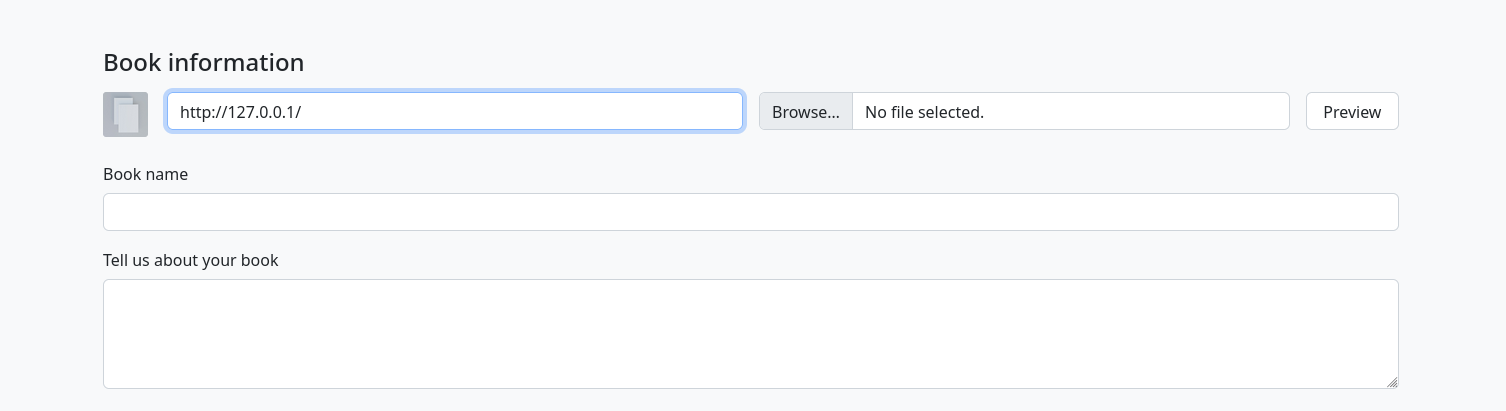 Book information
http://127.0.0.1/
Browse... No file selected. Preview
Book name
Tell us about your book